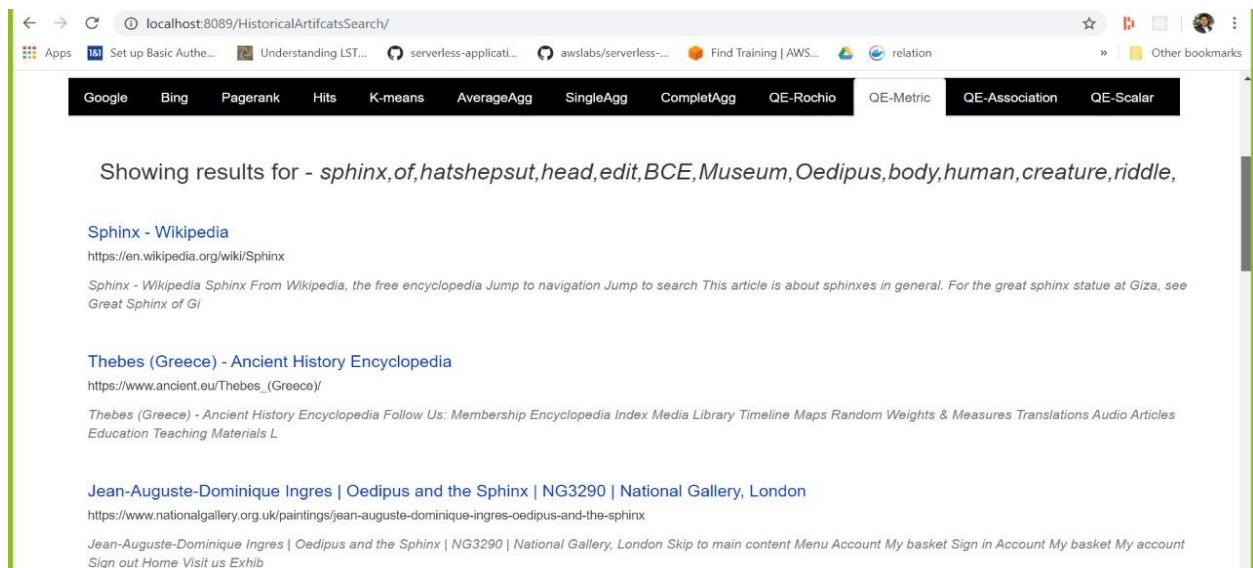 localhost:8089/HistoricalArtifcatsSearch/
Apps 1&1 Set up Basic Authe... Understanding LST... serverless-applicati... awslabs/serverless-... Find Training | AWS... relation » Other bookmarks
Google Bing Pagerank Hits K-means AverageAgg SingleAgg CompletAgg QE-Rochio QE-Metric QE-Association QE-Scalar
Showing results for - sphinx,of,hatshepsut,head,edit,BCE,Museum,Oedipus,body,human,creature,riddle,
Sphinx - Wikipedia
https://en.wikipedia.org/wiki/Sphinx
Sphinx - Wikipedia Sphinx From Wikipedia, the free encyclopedia Jump to navigation Jump to search This article is about sphinxes in general. For the great sphinx statue at Giza, see
Great Sphinx of Gi
Thebes (Greece) - Ancient History Encyclopedia
https://www.ancient.eu/Thebes_(Greece)/
Thebes (Greece) - Ancient History Encyclopedia Follow Us: Membership Encyclopedia Index Media Library Timeline Maps Random Weights & Measures Translations Audio Articles
Education Teaching Materials L
Jean-Auguste-Dominique Ingres | Oedipus and the Sphinx | NG3290 | National Gallery, London
https://www.nationalgallery.org.uk/paintings/jean-auguste-dominique-ingres-oedipus-and-the-sphinx
Jean-Auguste-Dominique Ingres | Oedipus and the Sphinx | NG3290 | National Gallery, London Skip to main content Menu Account My basket Sign in Account My basket My account
Sign out Home Visit us Exhib